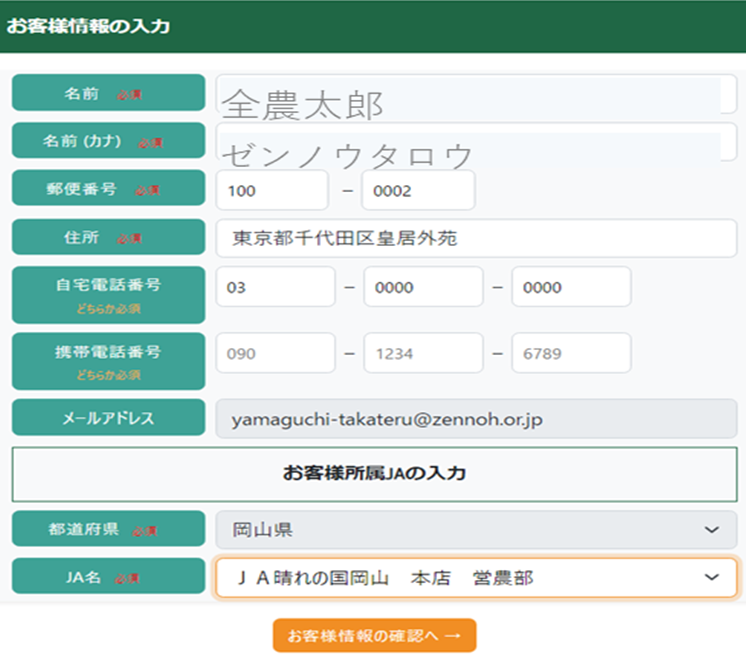 お客様情報の入力
名前 必須 全農太郎
名前 (カナ) 必須 ゼンノウタロウ
郵便番号 必須 100 － 0002
住所 必須 東京都千代田区皇居外苑
自宅電話番号 03 － 0000 － 0000
どちらか必須
携帯電話番号 090 － 1234 － 6789
どちらか必須
メールアドレス yamaguchi-takateru@zennoh.or.jp
お客様所属JAの入力
都道府県 必須 岡山県
JA名 必須 ＪＡ晴れの国岡山　本店　営農部
お客様情報の確認へ →